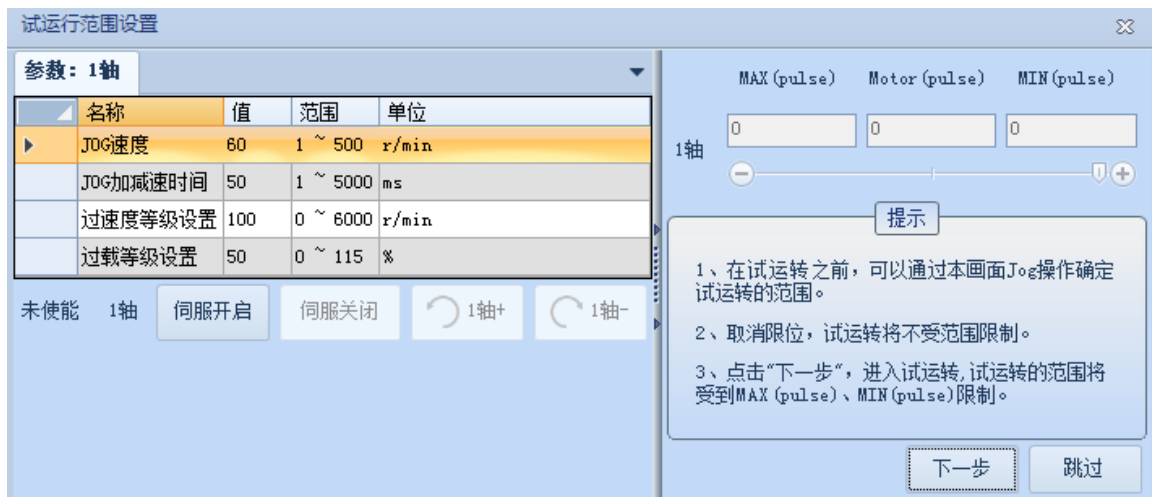 试运行范围设置
参数: 1轴
名称 值 范围 单位
JOG速度 60 1 ~ 500 r/min
JOG加减速时间 50 1 ~ 5000 ms
过速度等级设置 100 0 ~ 6000 r/min
过载等级设置 50 0 ~ 115 %
未使能 1轴 伺服开启 伺服关闭 1轴+ 1轴-
MAX(pulse) Motor(pulse) MIN(pulse)
1轴 0 0 0
提示
1、在试运转之前，可以通过本画面Jog操作确定
试运转的范围。
2、取消限位，试运转将不受范围限制。
3、点击“下一步“，进入试运转,试运转的范围将
受到MAX(pulse)、MIN(pulse)限制。
下一步 跳过